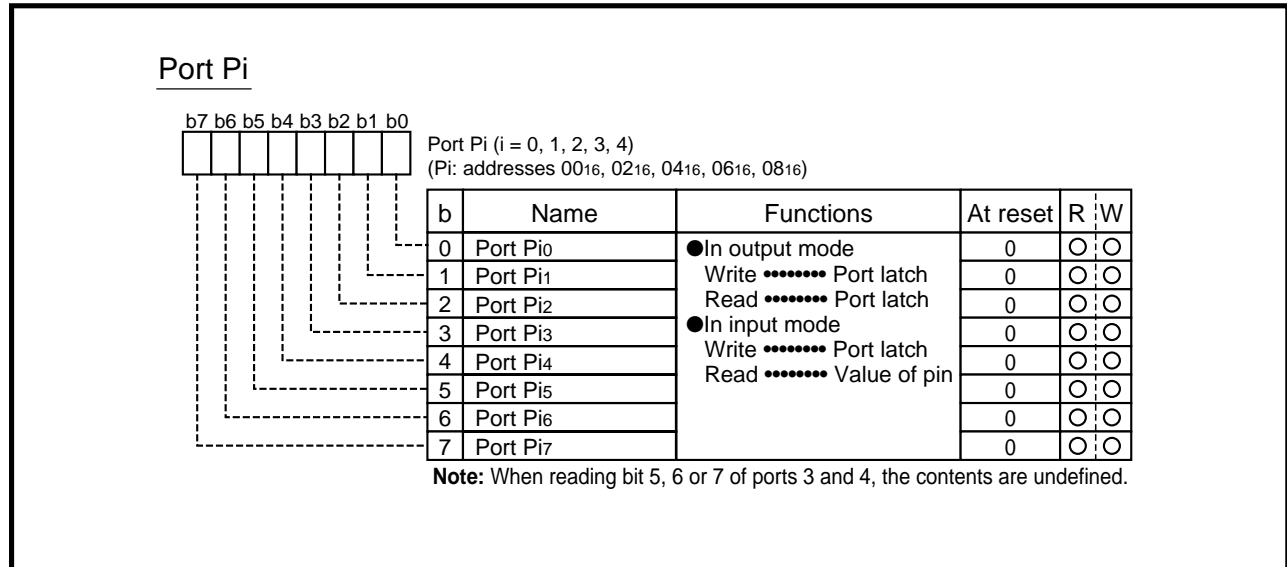 Port Pi
b7 b6 b5 b4 b3 b2 b1 b0
Port Pi (i = 0, 1, 2, 3, 4)
(Pi: addresses 0016, 0216, 0416, 0616, 0816)
b Name Functions At reset R W
0 Port Pi0 ●In output mode 0 ○ ○
1 Port Pi1 Write •••••••• Port latch 0 ○ ○
2 Port Pi2 Read •••••••• Port latch 0 ○ ○
3 Port Pi3 ●In input mode 0 ○ ○
4 Port Pi4 Write •••••••• Port latch 0 ○ ○
5 Port Pi5 Read •••••••• Value of pin 0 ○ ○
6 Port Pi6 0 ○ ○
7 Port Pi7 0 ○ ○
Note: When reading bit 5, 6 or 7 of ports 3 and 4, the contents are undefined.